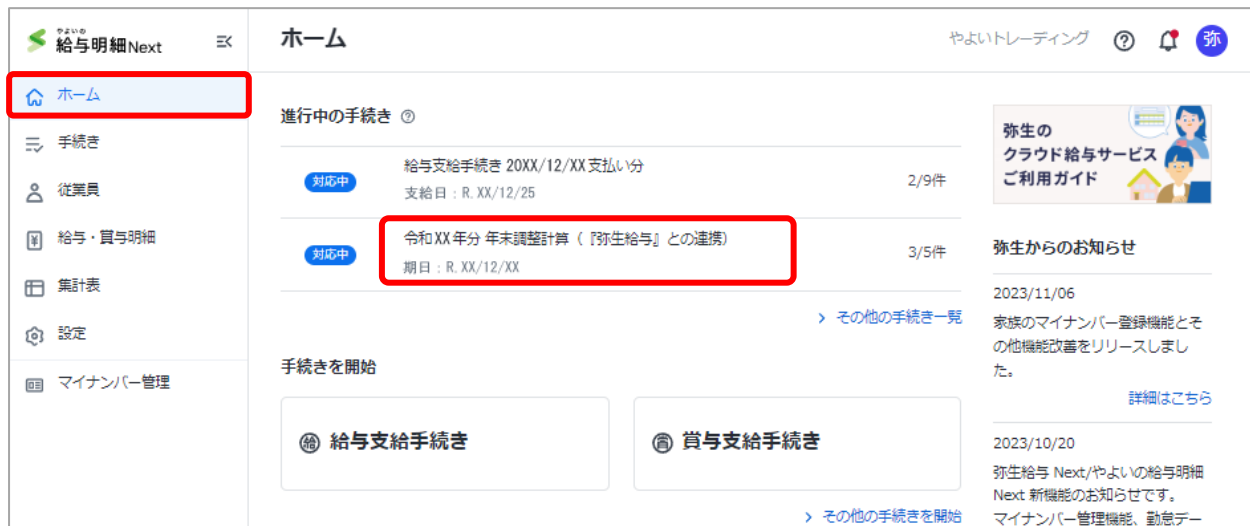 やよいの
給与明細Next
ホーム
やよいトレーディング
弥
ホーム
手続き
従業員
給与・賞与明細
集計表
設定
マイナンバー管理
進行中の手続き
対応中
給与支給手続き 20XX/12/XX支払い分
支給日：R.XX/12/25
2/9件
対応中
令和XX年分 年末調整計算（『弥生給与』との連携）
期日：R.XX/12/XX
3/5件
その他の手続き一覧
手続きを開始
給 給与支給手続き
賞 賞与支給手続き
その他の手続きを開始
弥生の
クラウド給与サービス
ご利用ガイド
弥生からのお知らせ
2023/11/06
家族のマイナンバー登録機能とそ
の他機能改善をリリースしまし
た。
詳細はこちら
2023/10/20
弥生給与 Next/やよいの給与明細
Next 新機能のお知らせです。
マイナンバー管理機能、勤怠デー